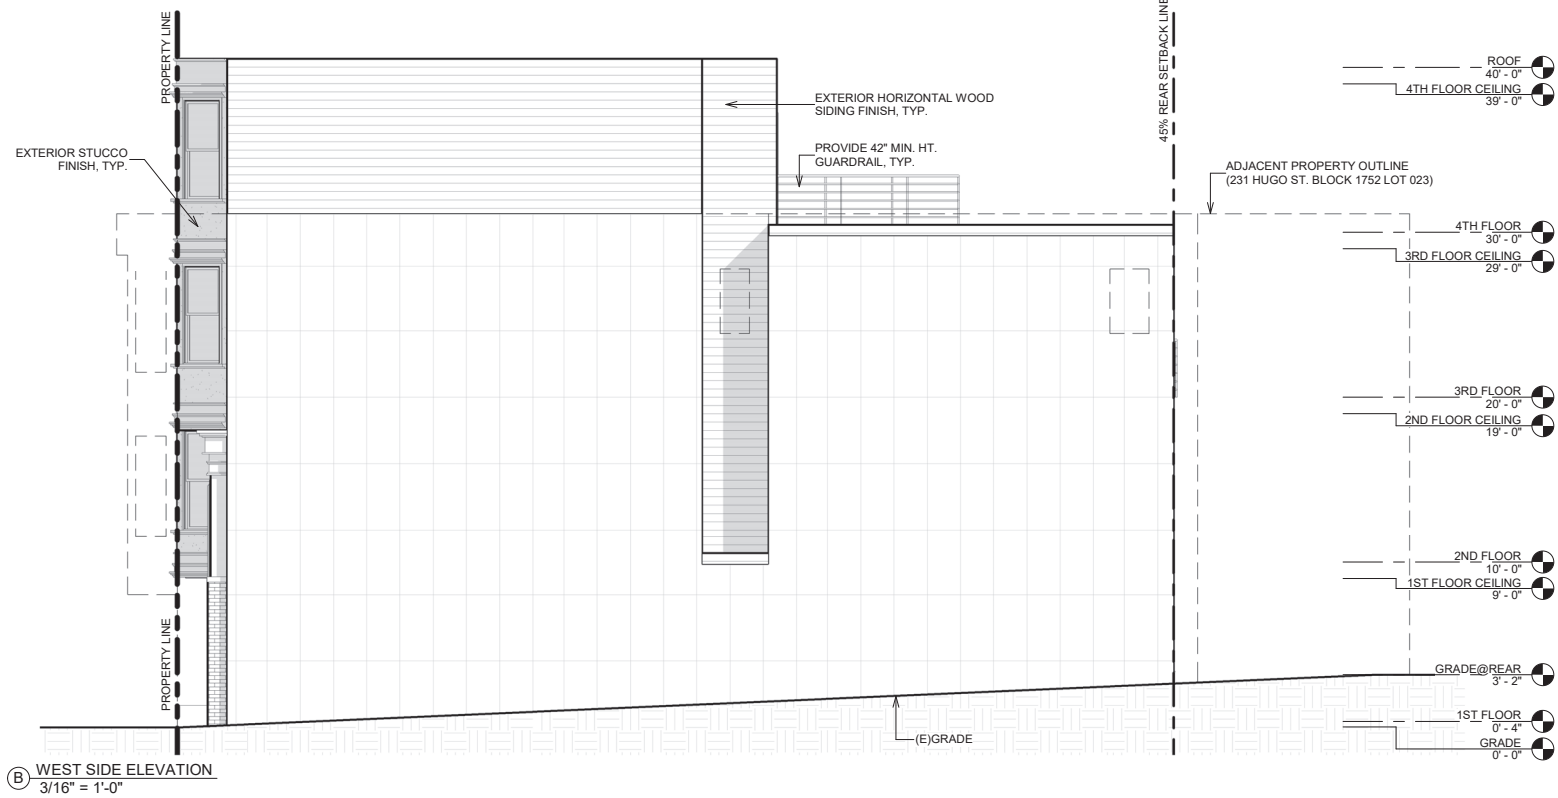 PROPERTY LINE
45% REAR SETBACK LINE
ROOF
40' - 0"
4TH FLOOR CEILING
39' - 0"
EXTERIOR HORIZONTAL WOOD
SIDING FINISH, TYP.
EXTERIOR STUCCO
FINISH, TYP.
PROVIDE 42" MIN. HT.
GUARDRAIL, TYP.
ADJACENT PROPERTY OUTLINE
(231 HUGO ST. BLOCK 1752 LOT 023)
4TH FLOOR
30' - 0"
3RD FLOOR CEILING
29' - 0"
3RD FLOOR
20' - 0"
2ND FLOOR CEILING
19' - 0"
2ND FLOOR
10' - 0"
1ST FLOOR CEILING
9' - 0"
PROPERTY LINE
GRADE@REAR
3' - 2"
1ST FLOOR
0' - 4"
(E)GRADE
GRADE
0' - 0"
B WEST SIDE ELEVATION
3/16" = 1'-0"